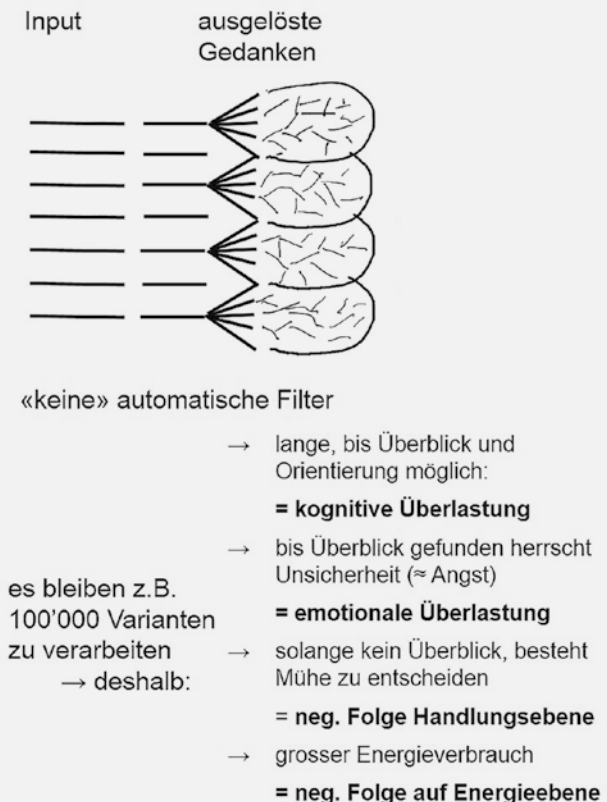 Input
ausgelöste
Gedanken
«keine» automatische Filter
es bleiben z.B.
100’000 Varianten
zu verarbeiten
→ deshalb:
→ lange, bis Überblick und
Orientierung möglich:
= kognitive Überlastung
→ bis Überblick gefunden herrscht
Unsicherheit (≈ Angst)
= emotionale Überlastung
→ solange kein Überblick, besteht
Mühe zu entscheiden
= neg. Folge Handlungsebene
→ grosser Energieverbrauch
= neg. Folge auf Energieebene